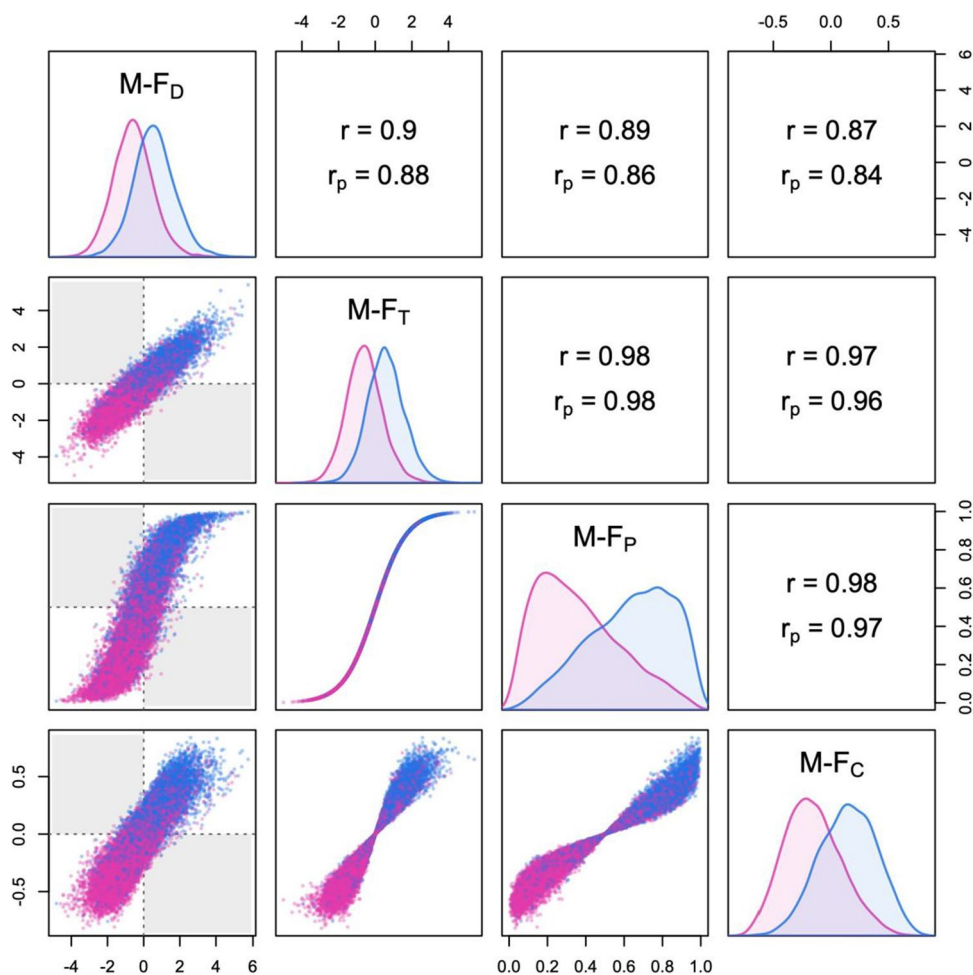 -4 -2 0 2 4
-0.5 0.0 0.5
M-F_D
r = 0.9
r_p = 0.88
r = 0.89
r_p = 0.86
r = 0.87
r_p = 0.84
6
4
2
0
-2
-4
4
2
0
-2
-4
M-F_T
r = 0.98
r_p = 0.98
r = 0.97
r_p = 0.96
M-F_P
r = 0.98
r_p = 0.97
1.0
0.8
0.6
0.4
0.2
0.0
0.5
0.0
-0.5
M-F_C
-4 -2 0 2 4 6
0.0 0.2 0.4 0.6 0.8 1.0